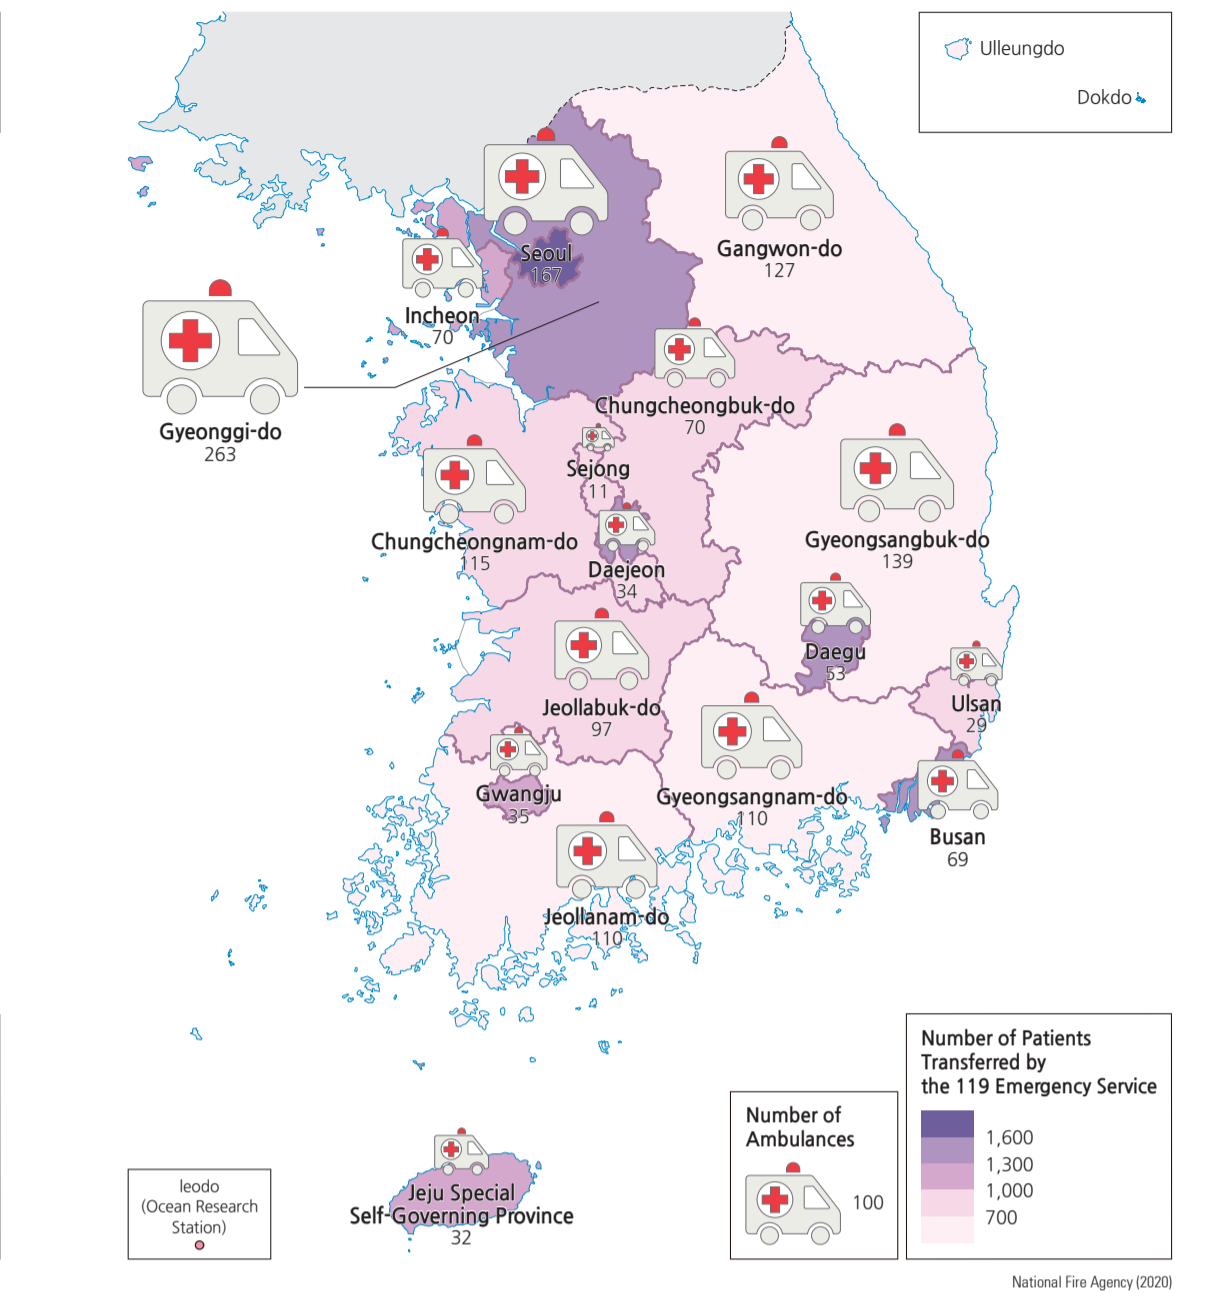 Ulleungdo
Dokdo
Seoul
167
Gangwon-do
127
Incheon
70
Gyeonggi-do
263
Chungcheongbuk-do
70
Sejong
11
Chungcheongnam-do
115
Daejeon
34
Gyeongsangbuk-do
139
Daegu
53
Ulsan
29
Jeollabuk-do
97
Gwangju
35
Gyeongsangnam-do
110
Busan
69
Jeollanam-do
110
Jeju Special
Self-Governing Province
32
Ieodo
(Ocean Research
Station)
Number of
Ambulances
100
Number of Patients
Transferred by
the 119 Emergency Service
1,600
1,300
1,000
700
National Fire Agency (2020)